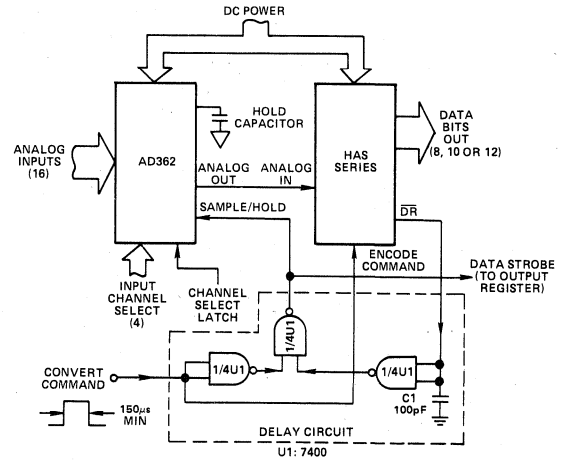 DC POWER
HOLD
CAPACITOR
AD362
HAS
SERIES
DATA
BITS
OUT
(8, 10 OR 12)
ANALOG
INPUTS
(16)
ANALOG
OUT
ANALOG
IN
SAMPLE/HOLD
DR
ENCODE
COMMAND
DATA STROBE
(TO OUTPUT
REGISTER)
INPUT
CHANNEL
SELECT
(4)
CHANNEL
SELECT
LATCH
1/4U1
1/4U1
1/4U1
CONVERT
COMMAND
C1
100pF
150μs
MIN
DELAY CIRCUIT
U1: 7400